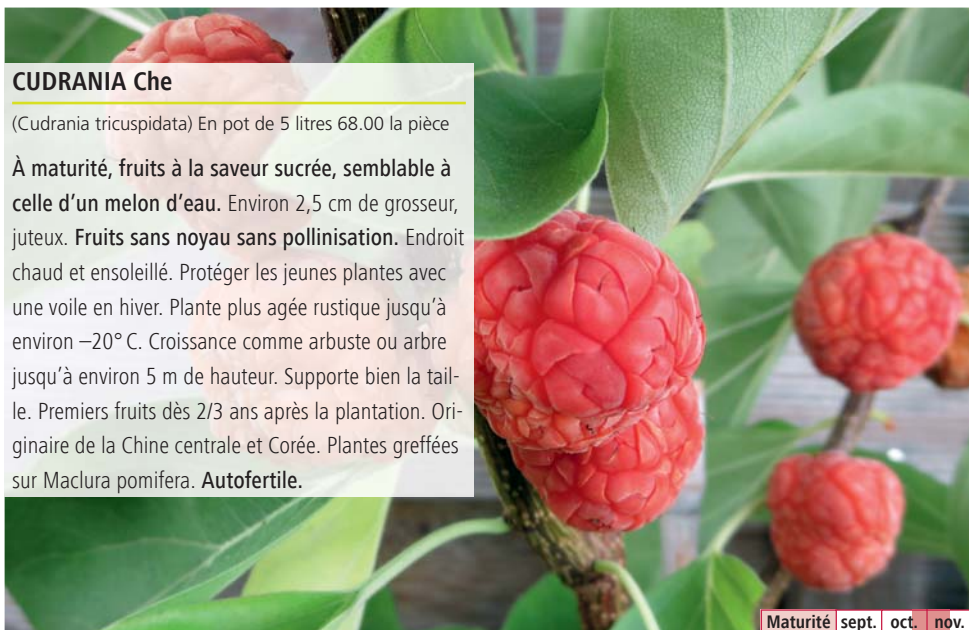 CUDRANIA Che
(Cudrania tricuspidata) En pot de 5 litres 68.00 la pièce
À maturité, fruits à la saveur sucrée, semblable à
celle d'un melon d'eau. Environ 2,5 cm de grosseur,
juteux. Fruits sans noyau sans pollinisation. Endroit
chaud et ensoleillé. Protéger les jeunes plantes avec
une voile en hiver. Plante plus agée rustique jusqu'à
environ –20° C. Croissance comme arbuste ou arbre
jusqu'à environ 5 m de hauteur. Supporte bien la tail-
le. Premiers fruits dès 2/3 ans après la plantation. Ori-
ginaire de la Chine centrale et Corée. Plantes greffées
sur Maclura pomifera. Autofertile.
Maturité sept. oct. nov.